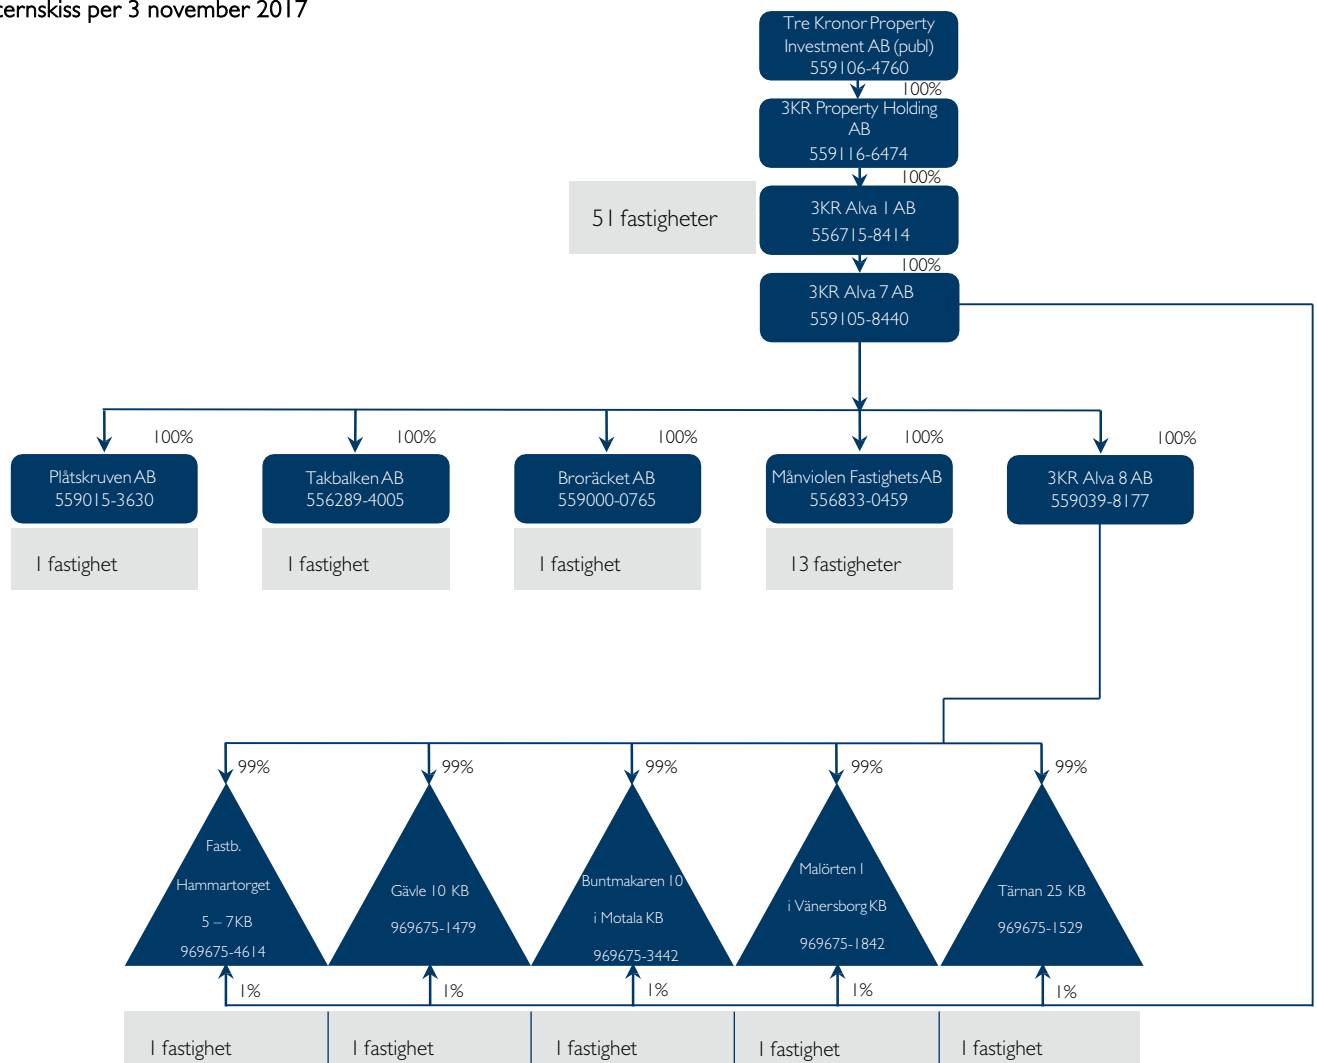 cernskiss per 3 november 2017
Tre Kronor Property
Investment AB (publ)
559106-4760
100%
3KR Property Holding
AB
559116-6474
100%
51 fastigheter
3KR Alva 1 AB
556715-8414
100%
3KR Alva 7 AB
559105-8440
100%
100%
100%
100%
100%
Plåtskruven AB
559015-3630
Takbalken AB
556289-4005
Broräcket AB
559000-0765
Månviolen Fastighets AB
556833-0459
3KR Alva 8 AB
559039-8177
1 fastighet
1 fastighet
1 fastighet
13 fastigheter
99%
99%
99%
99%
99%
Fastb.
Hammartorget
5 – 7 KB
969675-4614
Gävle 10 KB
969675-1479
Buntmakaren 10
i Motala KB
969675-3442
Malörten 1
i Vänersborg KB
969675-1842
Tärnan 25 KB
969675-1529
1%
1%
1%
1%
1%
1 fastighet
1 fastighet
1 fastighet
1 fastighet
1 fastighet